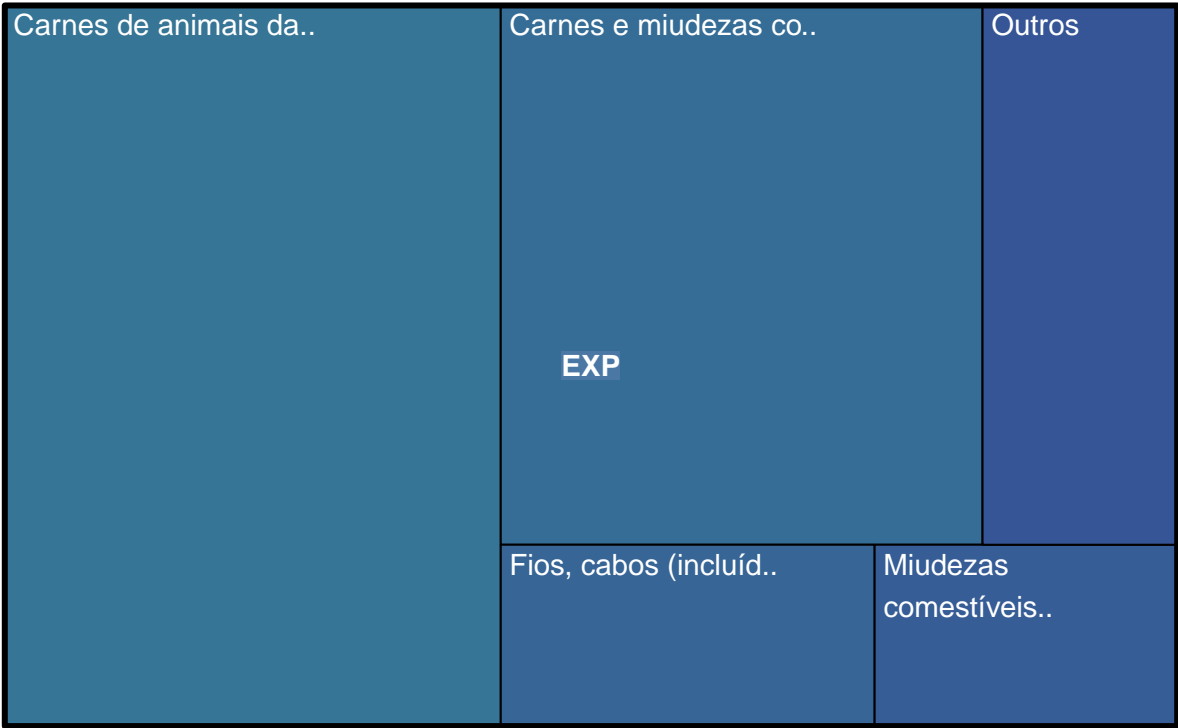 Carnes de animais da..
Carnes e miudezas co..
Outros
EXP
Fios, cabos (incluíd..
Miudezas
comestíveis..